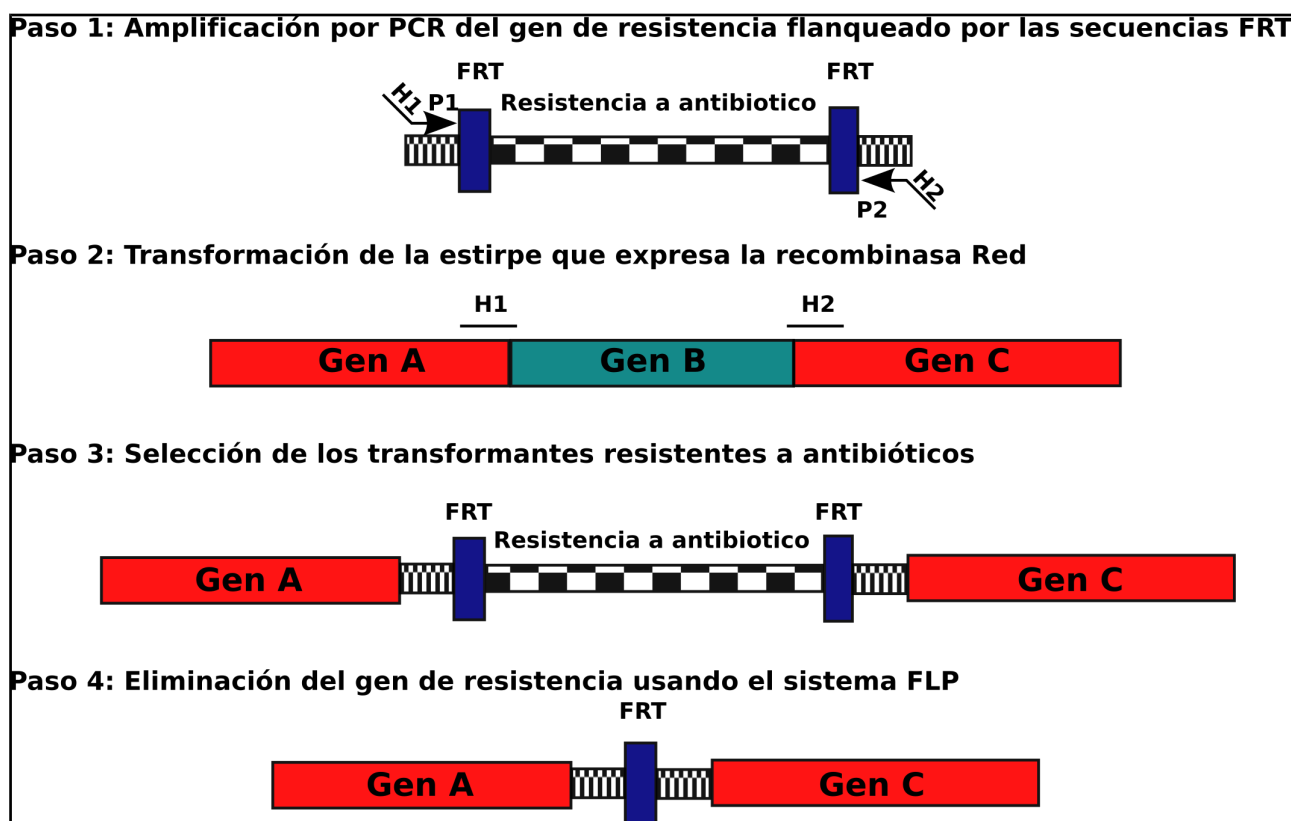 Paso 1: Amplificación por PCR del gen de resistencia flanqueado por las secuencias FRT
FRT FRT
H1 P1 Resistencia a antibiotico
P2 H2
Paso 2: Transformación de la estirpe que expresa la recombinasa Red
H1 H2
Gen A Gen B Gen C
Paso 3: Selección de los transformantes resistentes a antibióticos
FRT FRT
Resistencia a antibiotico
Gen A Gen C
Paso 4: Eliminación del gen de resistencia usando el sistema FLP
FRT
Gen A Gen C